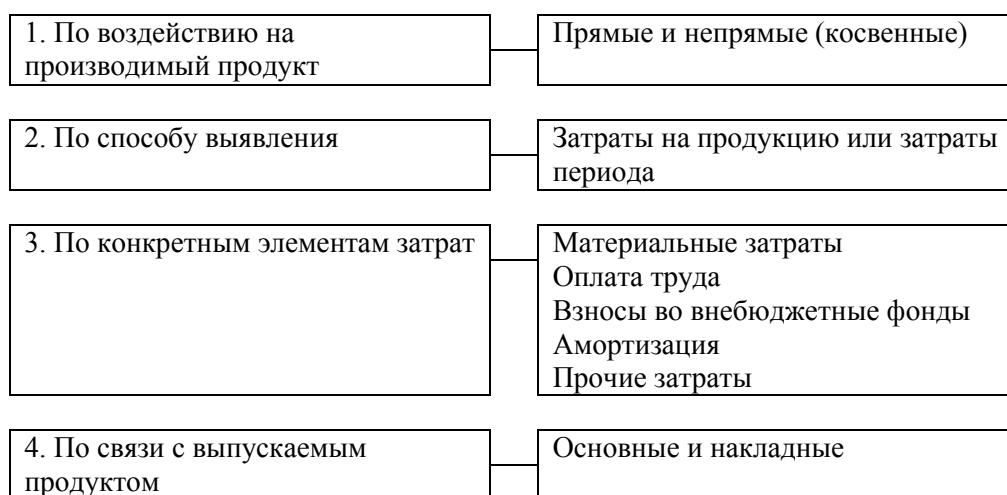 1. По воздействию на
производимый продукт
Прямые и непрямые (косвенные)
2. По способу выявления
Затраты на продукцию или затраты
периода
3. По конкретным элементам затрат
Материальные затраты
Оплата труда
Взносы во внебюджетные фонды
Амортизация
Прочие затраты
4. По связи с выпускаемым
продуктом
Основные и накладные